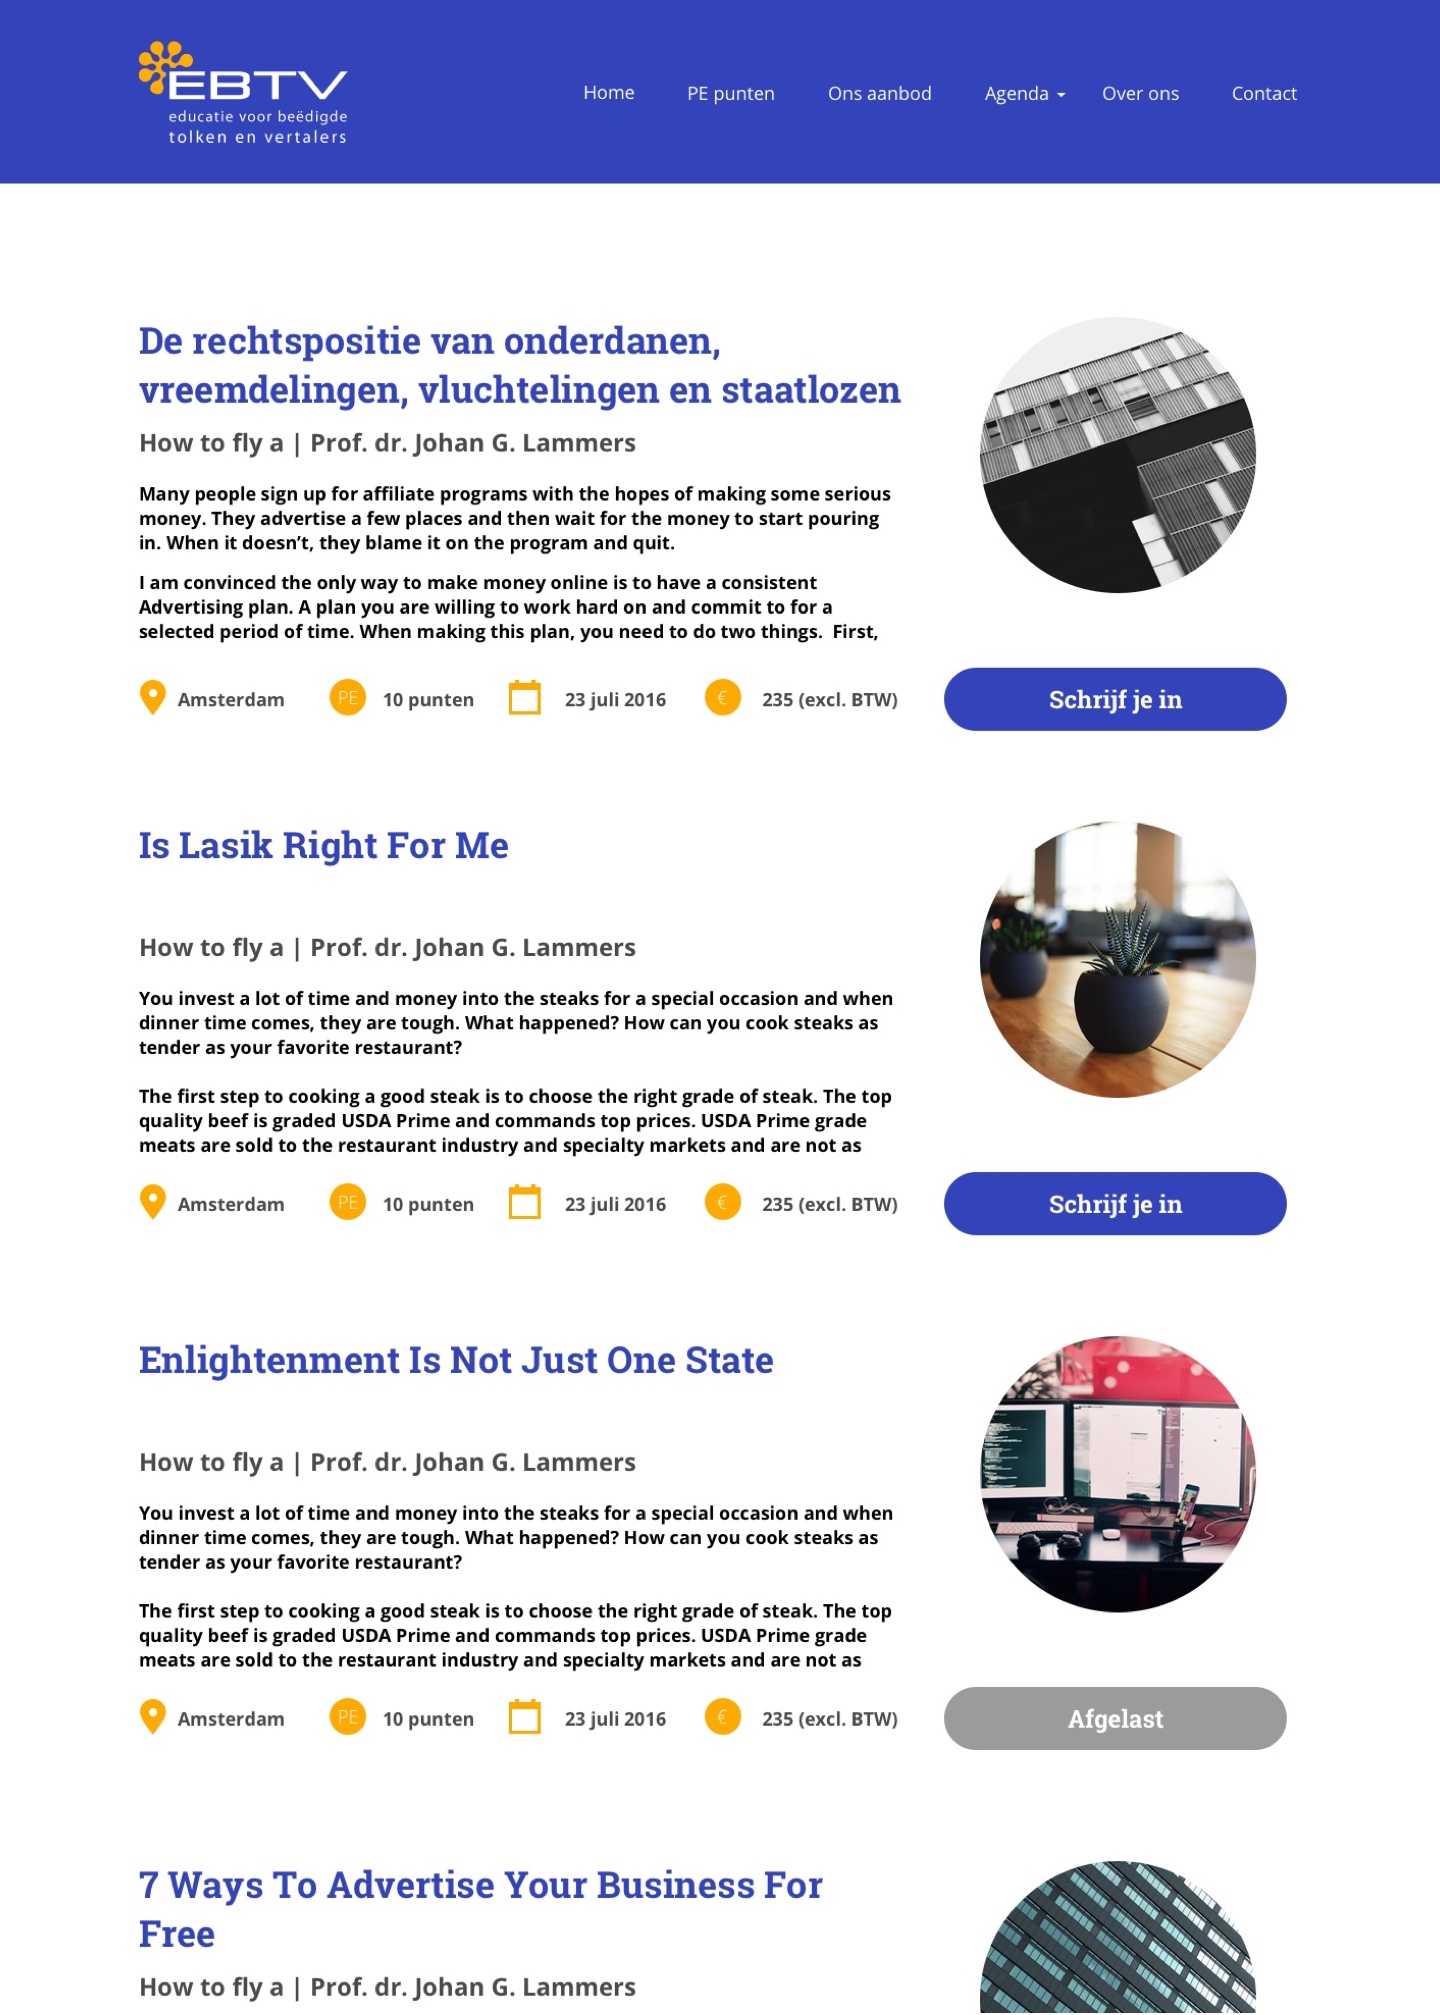 EBTV
educatie voor beëdigde
tolken en vertalers
Home PE punten Ons aanbod Agenda Over ons Contact
De rechtspositie van onderdanen,
vreemdelingen, vluchtelingen en staatlozen
How to fly a | Prof. dr. Johan G. Lammers
Many people sign up for affiliate programs with the hopes of making some serious
money. They advertise a few places and then wait for the money to start pouring
in. When it doesn’t, they blame it on the program and quit.
I am convinced the only way to make money online is to have a consistent
Advertising plan. A plan you are willing to work hard on and commit to for a
selected period of time. When making this plan, you need to do two things. First,
Amsterdam PE 10 punten 23 juli 2016 € 235 (excl. BTW) Schrijf je in
Is Lasik Right For Me
How to fly a | Prof. dr. Johan G. Lammers
You invest a lot of time and money into the steaks for a special occasion and when
dinner time comes, they are tough. What happened? How can you cook steaks as
tender as your favorite restaurant?
The first step to cooking a good steak is to choose the right grade of steak. The top
quality beef is graded USDA Prime and commands top prices. USDA Prime grade
meats are sold to the restaurant industry and specialty markets and are not as
Amsterdam PE 10 punten 23 juli 2016 € 235 (excl. BTW) Schrijf je in
Enlightenment Is Not Just One State
How to fly a | Prof. dr. Johan G. Lammers
You invest a lot of time and money into the steaks for a special occasion and when
dinner time comes, they are tough. What happened? How can you cook steaks as
tender as your favorite restaurant?
The first step to cooking a good steak is to choose the right grade of steak. The top
quality beef is graded USDA Prime and commands top prices. USDA Prime grade
meats are sold to the restaurant industry and specialty markets and are not as
Amsterdam PE 10 punten 23 juli 2016 € 235 (excl. BTW) Afgelast
7 Ways To Advertise Your Business For
Free
How to fly a | Prof. dr. Johan G. Lammers